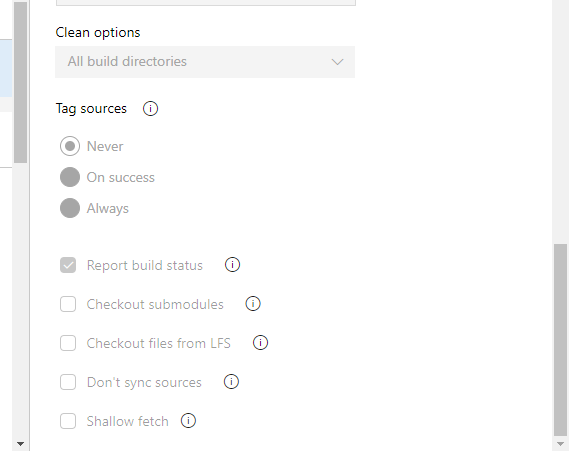 Clean options
All build directories
Tag sources
Never
On success
Always
Report build status
Checkout submodules
Checkout files from LFS
Don't sync sources
Shallow fetch